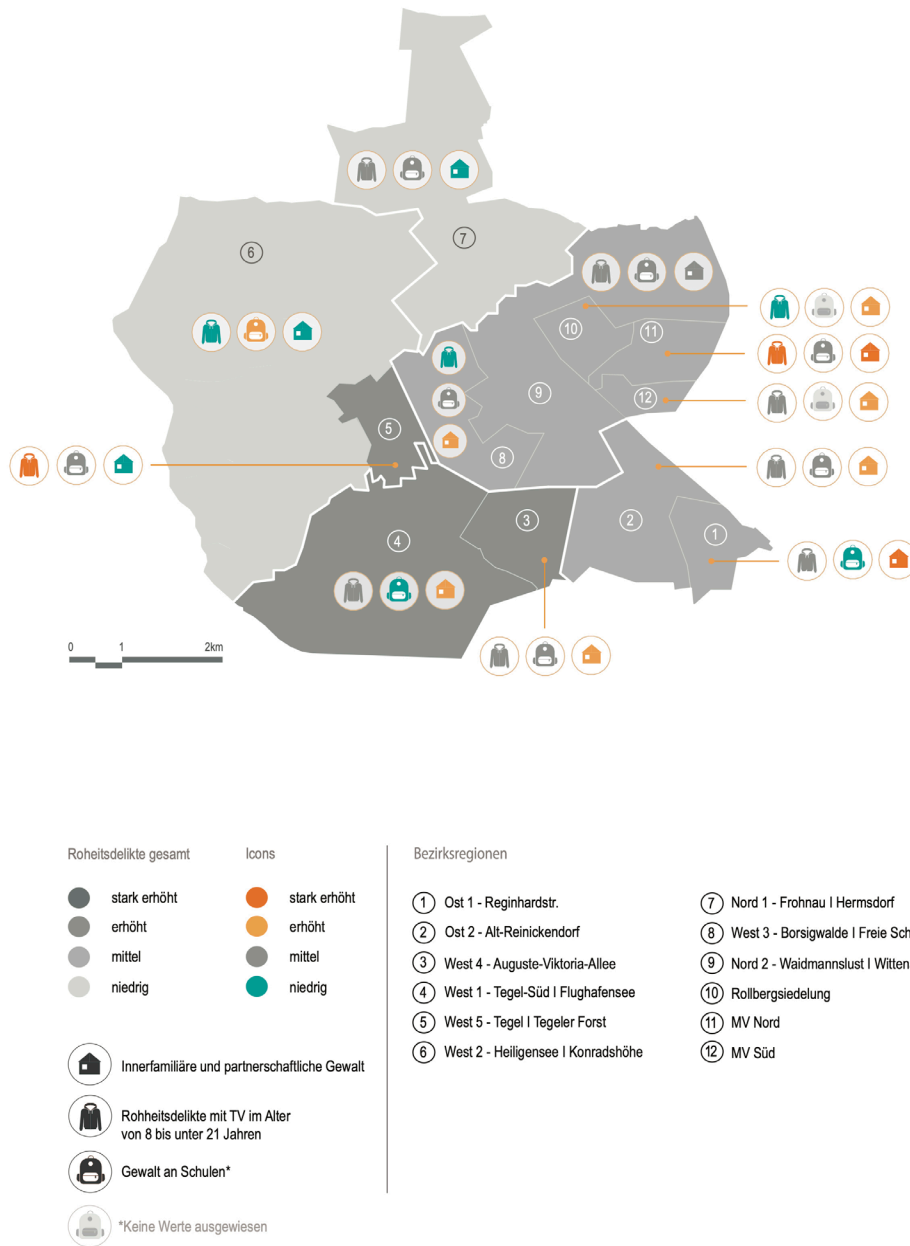 7
6
10
11
12
9
5
8
3
2
1
4
0 1 2km
Roheitsdelikte gesamt
stark erhöht
erhöht
mittel
niedrig
Icons
stark erhöht
erhöht
mittel
niedrig
Innerfamiliäre und partnerschaftliche Gewalt
Rohheitsdelikte mit TV im Alter
von 8 bis unter 21 Jahren
Gewalt an Schulen*
*Keine Werte ausgewiesen
Bezirksregionen
1 Ost 1 - Reginhardstr.
2 Ost 2 - Alt-Reinickendorf
3 West 4 - Auguste-Viktoria-Allee
4 West 1 - Tegel-Süd I Flughafensee
5 West 5 - Tegel I Tegeler Forst
6 West 2 - Heiligensee I Konradshöhe
7 Nord 1 - Frohnau I Hermsdorf
8 West 3 - Borsigwalde I Freie Sch
9 Nord 2 - Waidmannslust I Witten
10 Rollbergsiedelung
11 MV Nord
12 MV Süd